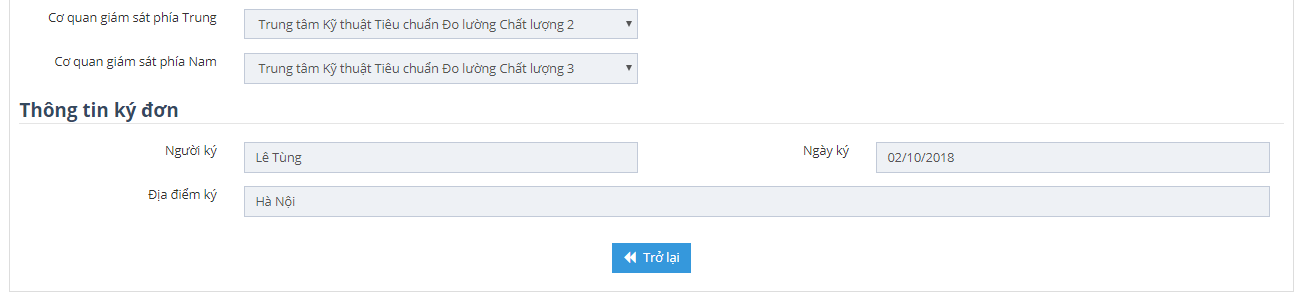 Cơ quan giám sát phía Trung Trung tâm Kỹ thuật Tiêu chuẩn Đo lường Chất lượng 2
Cơ quan giám sát phía Nam Trung tâm Kỹ thuật Tiêu chuẩn Đo lường Chất lượng 3
Thông tin ký đơn
Người ký Lê Tùng Ngày ký 02/10/2018
Địa điểm ký Hà Nội
Trở lại